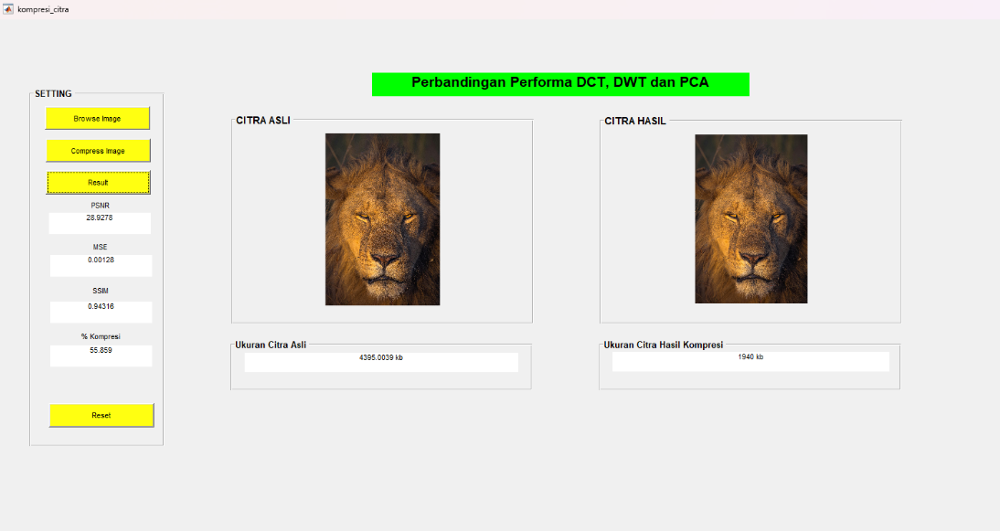 kompresi_citra
Perbandingan Performa DCT, DWT dan PCA
SETTING
Browse Image
Compress Image
Result
PSNR
28.9278
MSE
0.00128
SSIM
0.94316
% Kompresi
55.859
Reset
CITRA ASLI
Ukuran Citra Asli
4395.0039 kb
CITRA HASIL
Ukuran Citra Hasil Kompresi
1940 kb